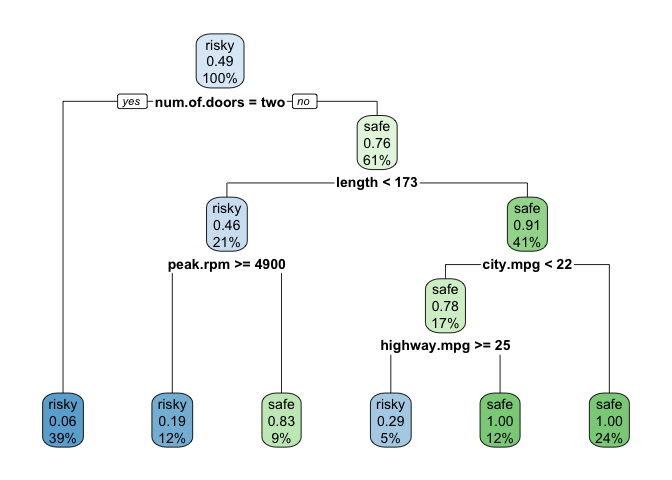 risky
0.49
100%
yes num.of.doors = two no
safe
0.76
61%
length < 173
risky
0.46
21%
safe
0.91
41%
peak.rpm >= 4900
city.mpg < 22
safe
0.78
17%
highway.mpg >= 25
risky
0.06
39%
risky
0.19
12%
safe
0.83
9%
risky
0.29
5%
safe
1.00
12%
safe
1.00
24%